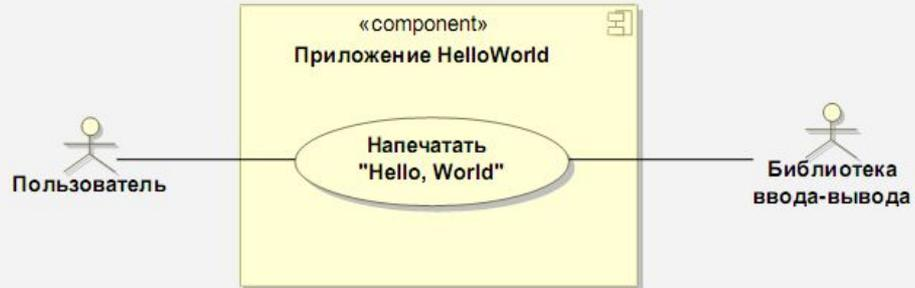 «component»
Приложение HelloWorld
Напечатать
"Hello, World"
Пользователь
Библиотека
ввода-вывода